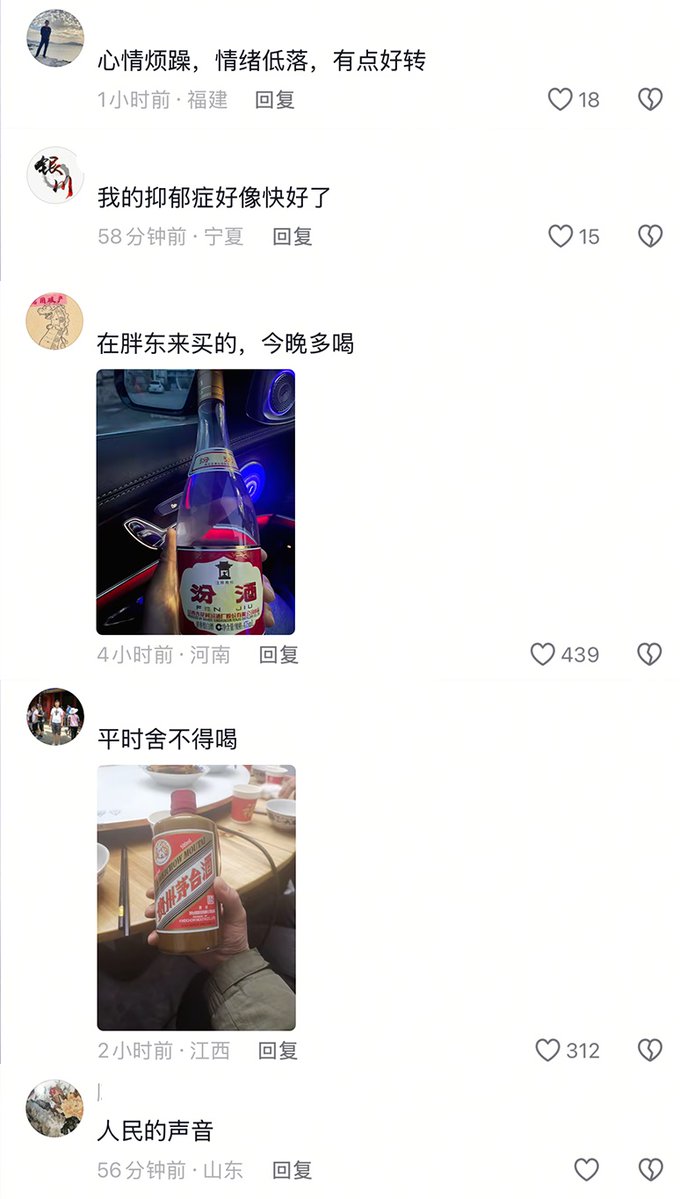 心情烦躁，情绪低落，有点好转
1小时前·福建 回复 18
银川
我的抑郁症好像快好了
58分钟前·宁夏 回复 15
在胖东来买的，今晚多喝
汾酒
FEN JIU
4小时前·河南 回复 439
平时舍不得喝
KWEICHOW MOUTAI
贵州茅台酒
2小时前·江西 回复 312
人民的声音
56分钟前·山东 回复